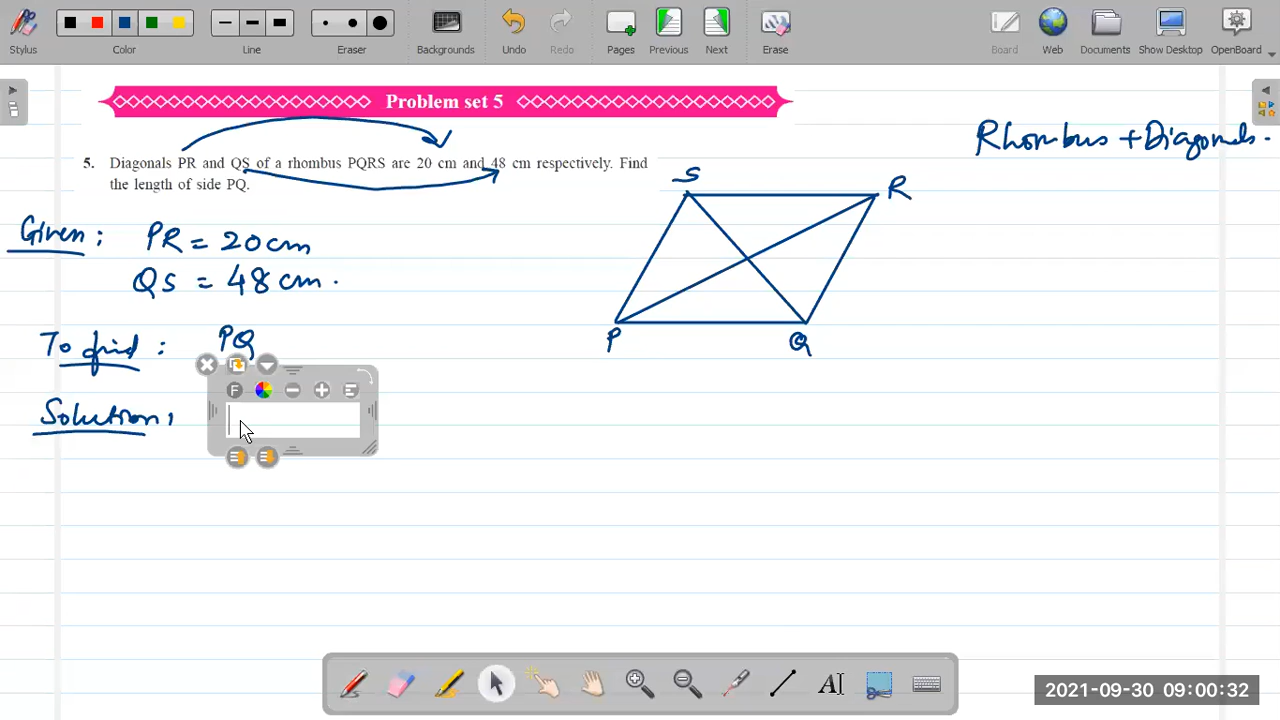 Stylus
Color
Line
Eraser
Backgrounds
Undo
Redo
Pages
Previous
Next
Erase
Board
Web
Documents
Show Desktop
OpenBoard
Problem set 5
Rhombus + Diagonals.
5. Diagonals PR and QS of a rhombus PQRS are 20 cm and 48 cm respectively. Find
the length of side PQ.
S
R
Given : PR = 20 cm
QS = 48 cm.
To find : PQ
P
Q
F
Solution :
AI
2021-09-30 09:00:32